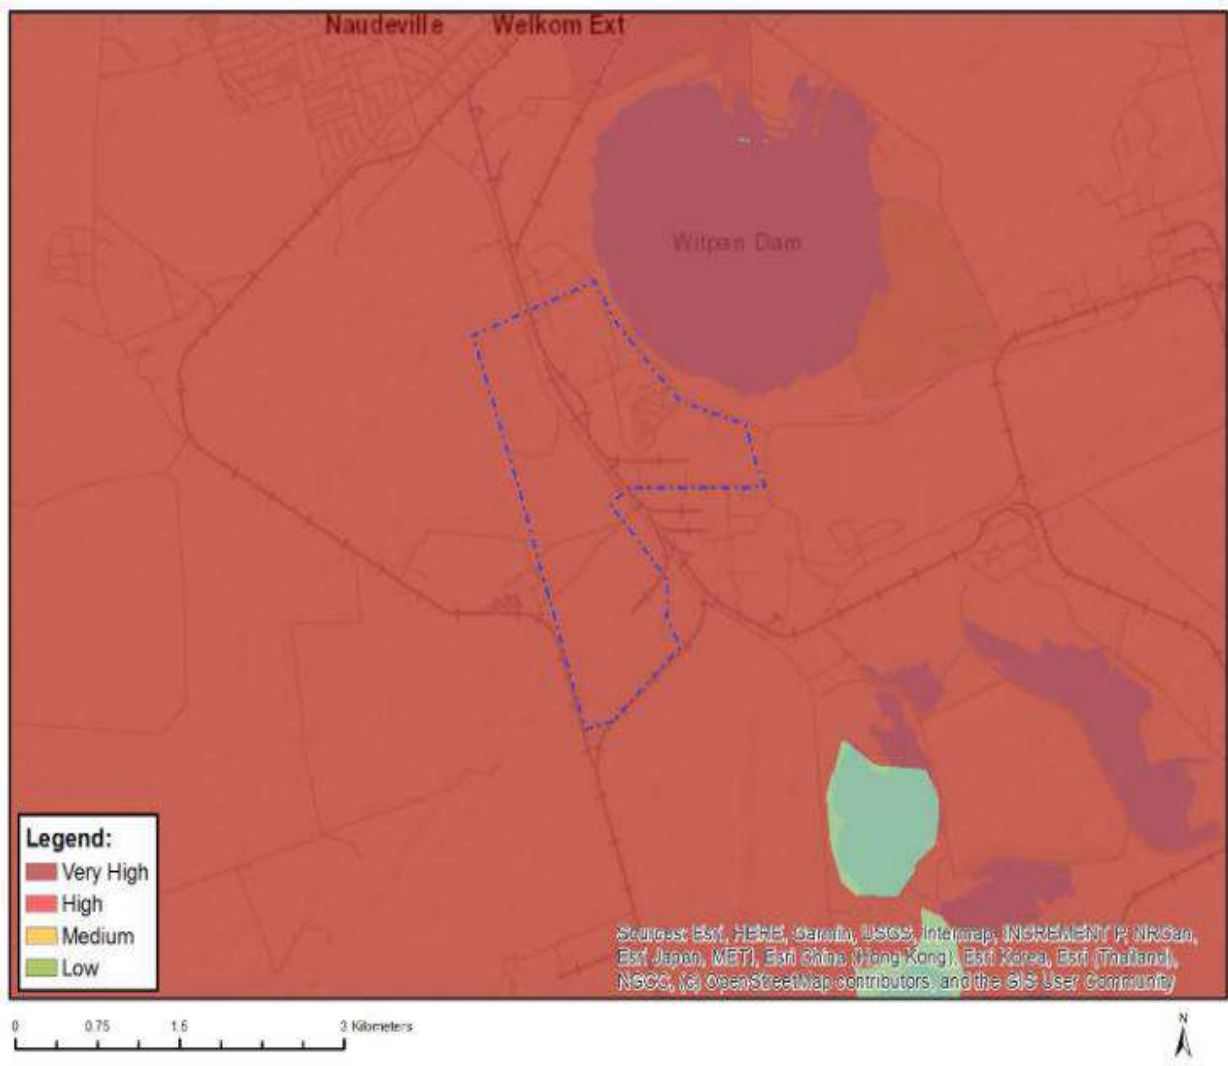 Naudeville Welkom Ext
Witpan Dam
Legend:
Very High
High
Medium
Low
Sources: Esri, HERE, Garmin, USGS, Intermap, INCREMENT P, NRCan,
Esri Japan, METI, Esri China (Hong Kong), Esri Korea, Esri (Thailand),
NGCC, (c) OpenStreetMap contributors, and the GIS User Community
0 0.75 1.5 3 Kilometers
N